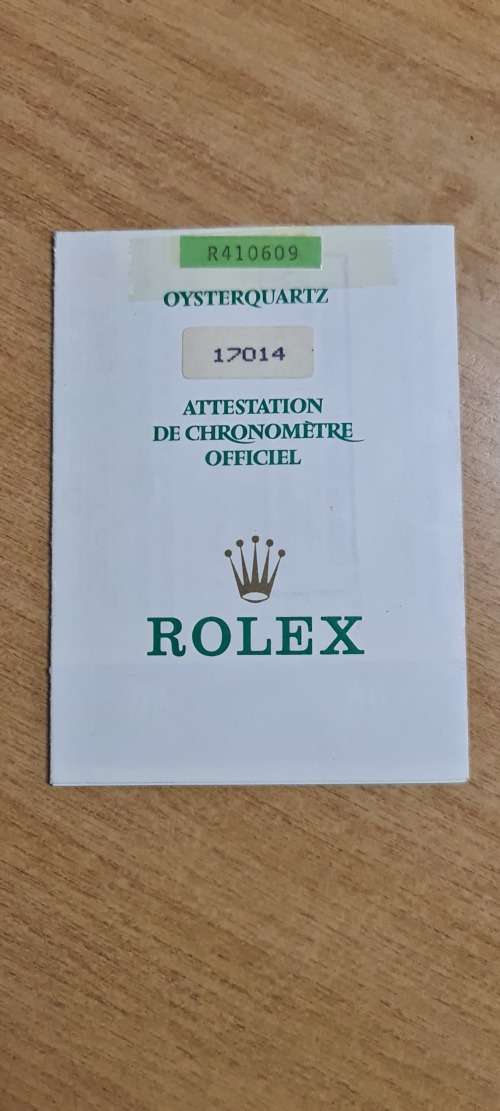 R410609
OYSTERQUARTZ
17014
ATTESTATION
DE CHRONOMÈTRE
OFFICIEL
ROLEX